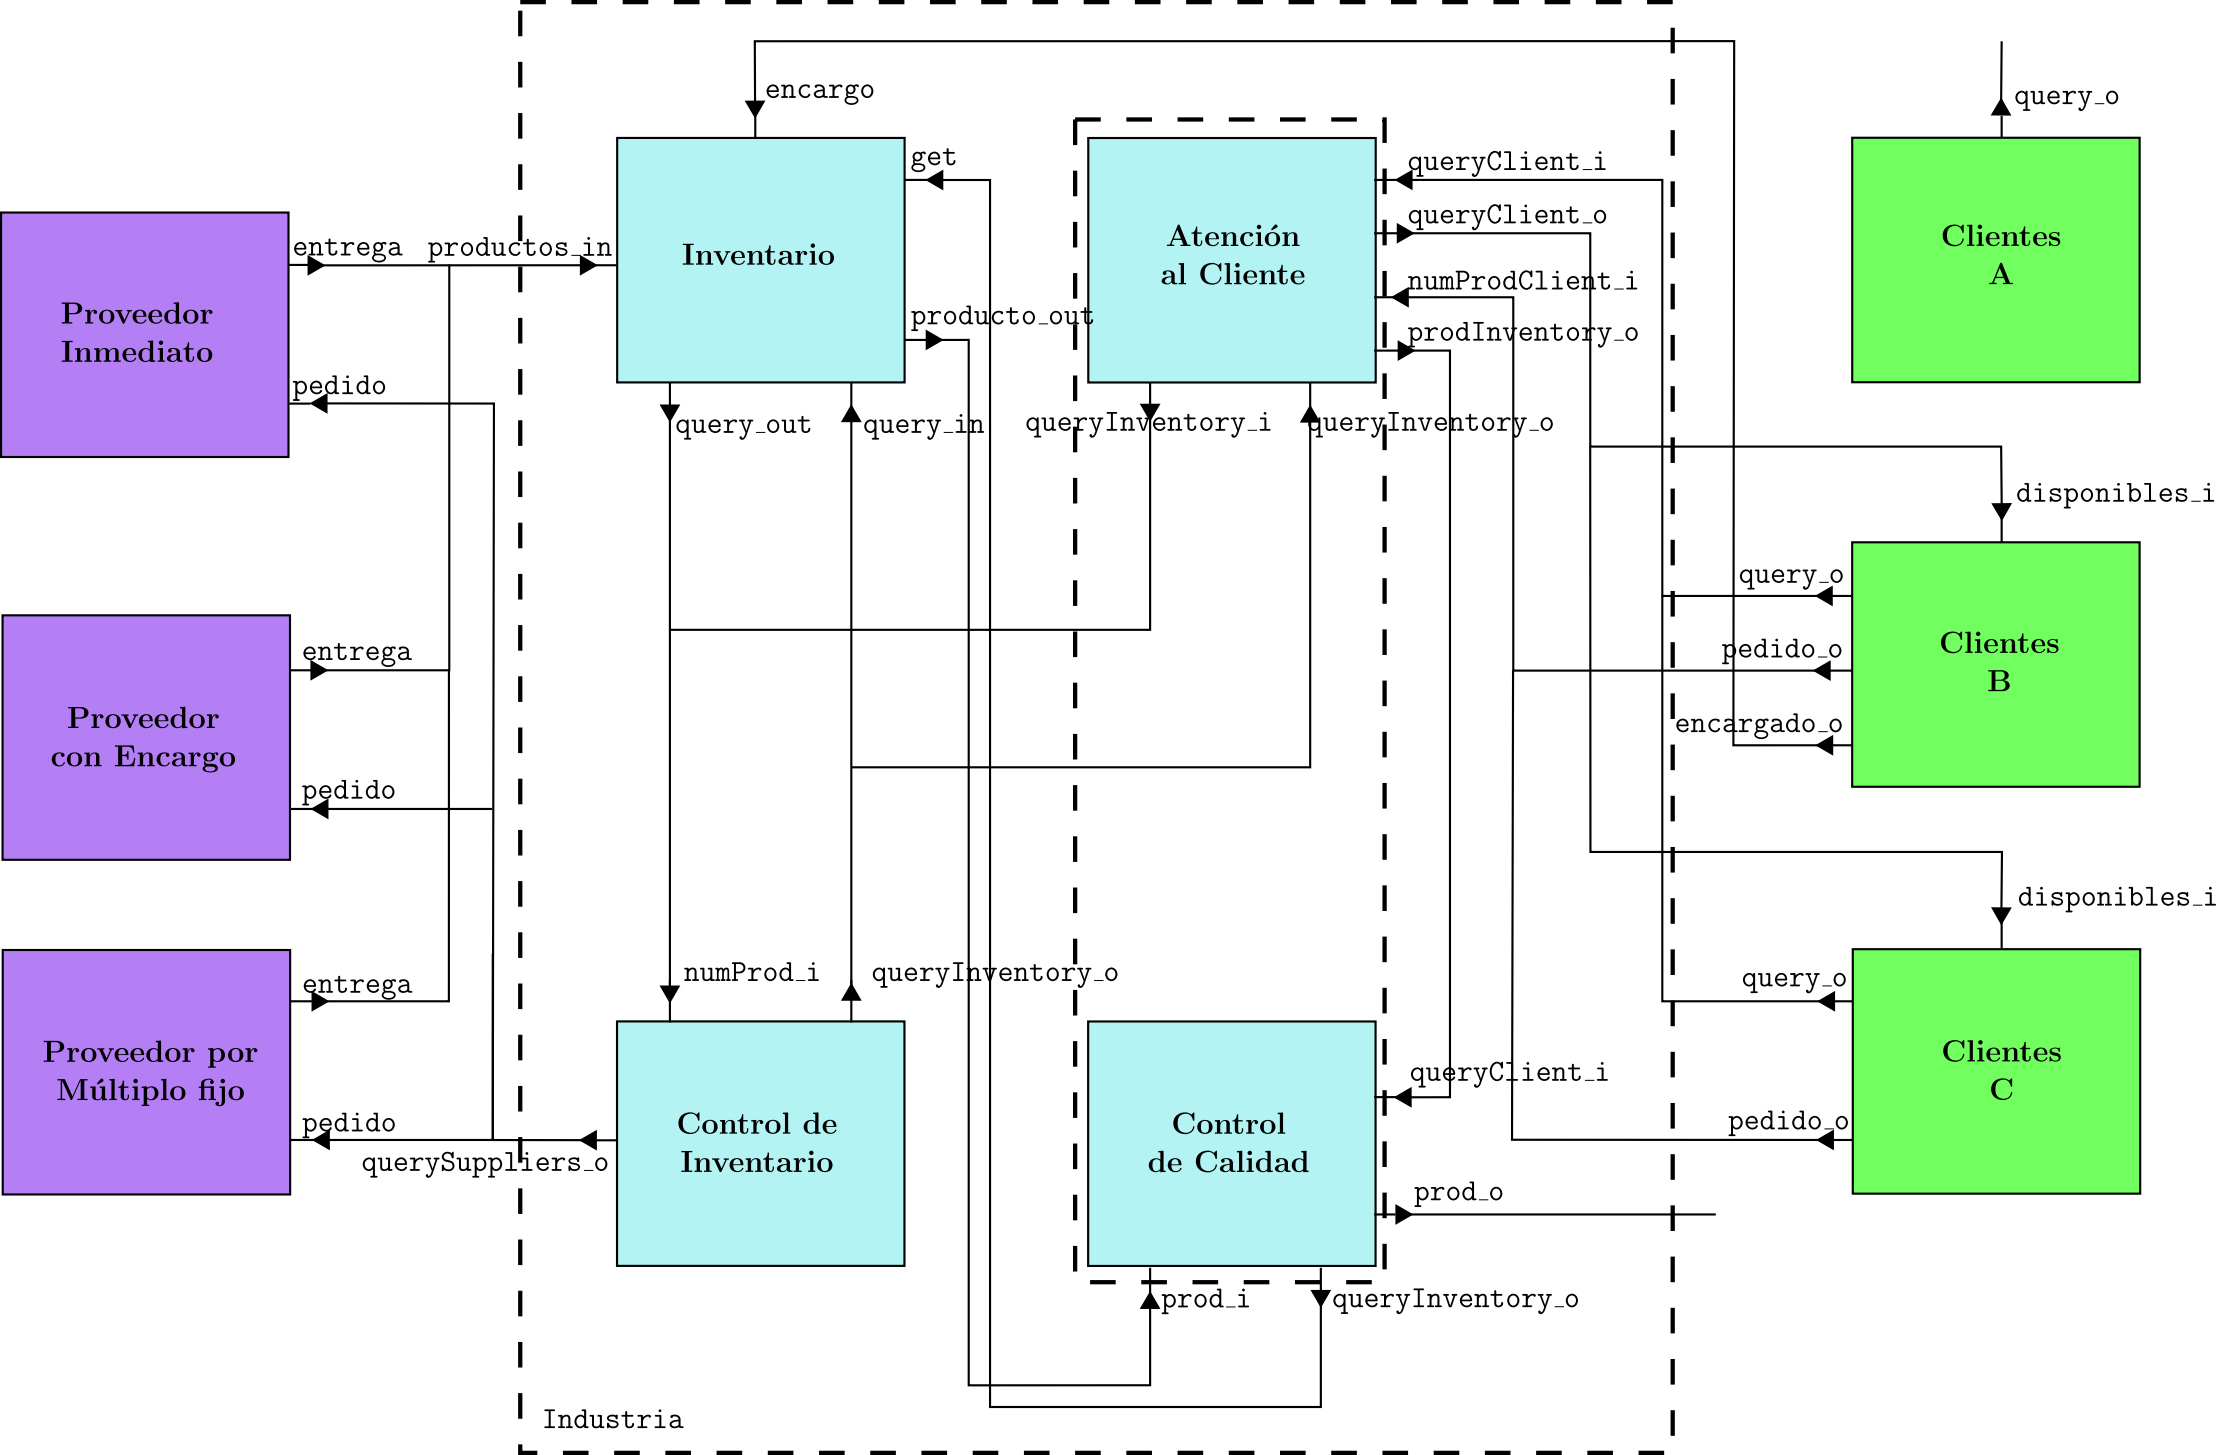 encargo
query_o
get
queryClient_i
queryClient_o
Inventario
Atención
al Cliente
Clientes
A
entrega
productos_in
numProdClient_i
Proveedor
Inmediato
producto_out
prodInventory_o
pedido
query_out
query_in
queryInventory_i
queryInventory_o
disponibles_i
query_o
entrega
pedido_o
Clientes
B
Proveedor
con Encargo
encargado_o
pedido
disponibles_i
entrega
numProd_i
queryInventory_o
query_o
Proveedor por
Múltiplo fijo
queryClient_i
Clientes
C
pedido
querySuppliers_o
Control de
Inventario
Control
de Calidad
pedido_o
prod_o
prod_i
queryInventory_o
Industria